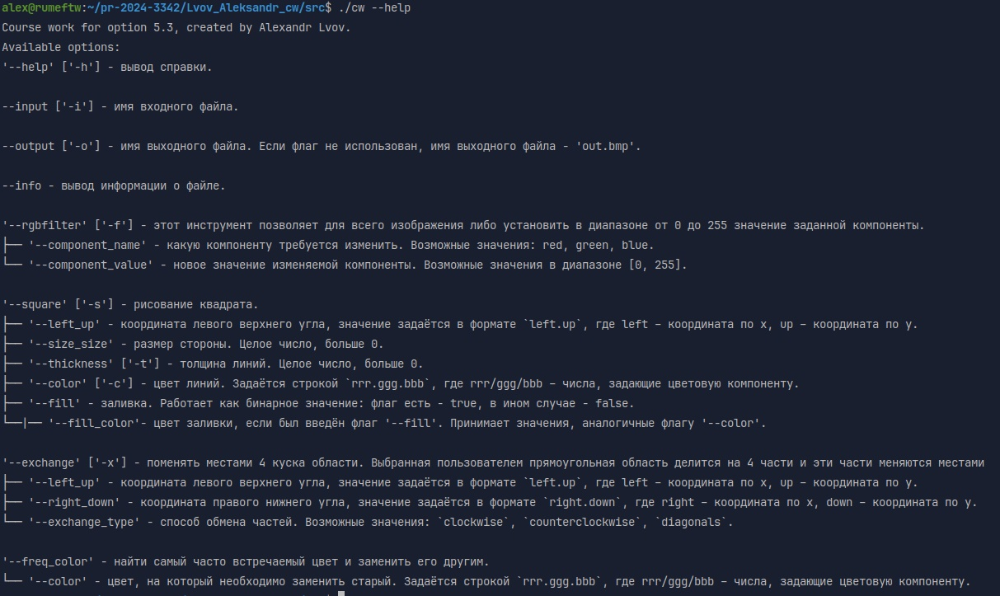 alex@rumeftw:~/pr-2024-3342/Lvov_Aleksandr_cw/src$ ./cw --help
Course work for option 5.3, created by Alexandr Lvov.
Available options:
'--help' ['-h'] - вывод справки.
--input ['-i'] - имя входного файла.
--output ['-o'] - имя выходного файла. Если флаг не использован, имя выходного файла - 'out.bmp'.
--info - вывод информации о файле.
'--rgbfilter' ['-f'] - этот инструмент позволяет для всего изображения либо установить в диапазоне от 0 до 255 значение заданной компоненты.
├── '--component_name' - какую компоненту требуется изменить. Возможные значения: red, green, blue.
└── '--component_value' - новое значение изменяемой компоненты. Возможные значения в диапазоне [0, 255].
'--square' ['-s'] - рисование квадрата.
├── '--left_up' - координата левого верхнего угла, значение задаётся в формате `left.up`, где left – координата по x, up – координата по y.
├── '--size_size' - размер стороны. Целое число, больше 0.
├── '--thickness' ['-t'] - толщина линий. Целое число, больше 0.
├── '--color' ['-c'] - цвет линий. Задаётся строкой `rrr.ggg.bbb`, где rrr/ggg/bbb – числа, задающие цветовую компоненту.
├── '--fill' - заливка. Работает как бинарное значение: флаг есть - true, в ином случае - false.
└──|── '--fill_color'- цвет заливки, если был введён флаг '--fill'. Принимает значения, аналогичные флагу '--color'.
'--exchange' ['-x'] - поменять местами 4 куска области. Выбранная пользователем прямоугольная область делится на 4 части и эти части меняются местами
├── '--left_up' - координата левого верхнего угла, значение задаётся в формате `left.up`, где left – координата по x, up – координата по y.
├── '--right_down' - координата правого нижнего угла, значение задаётся в формате `right.down`, где right – координата по x, down – координата по y.
└── '--exchange_type' - способ обмена частей. Возможные значения: `clockwise`, `counterclockwise`, `diagonals`.
'--freq_color' - найти самый часто встречаемый цвет и заменить его другим.
└── '--color' - цвет, на который необходимо заменить старый. Задаётся строкой `rrr.ggg.bbb`, где rrr/ggg/bbb – числа, задающие цветовую компоненту.